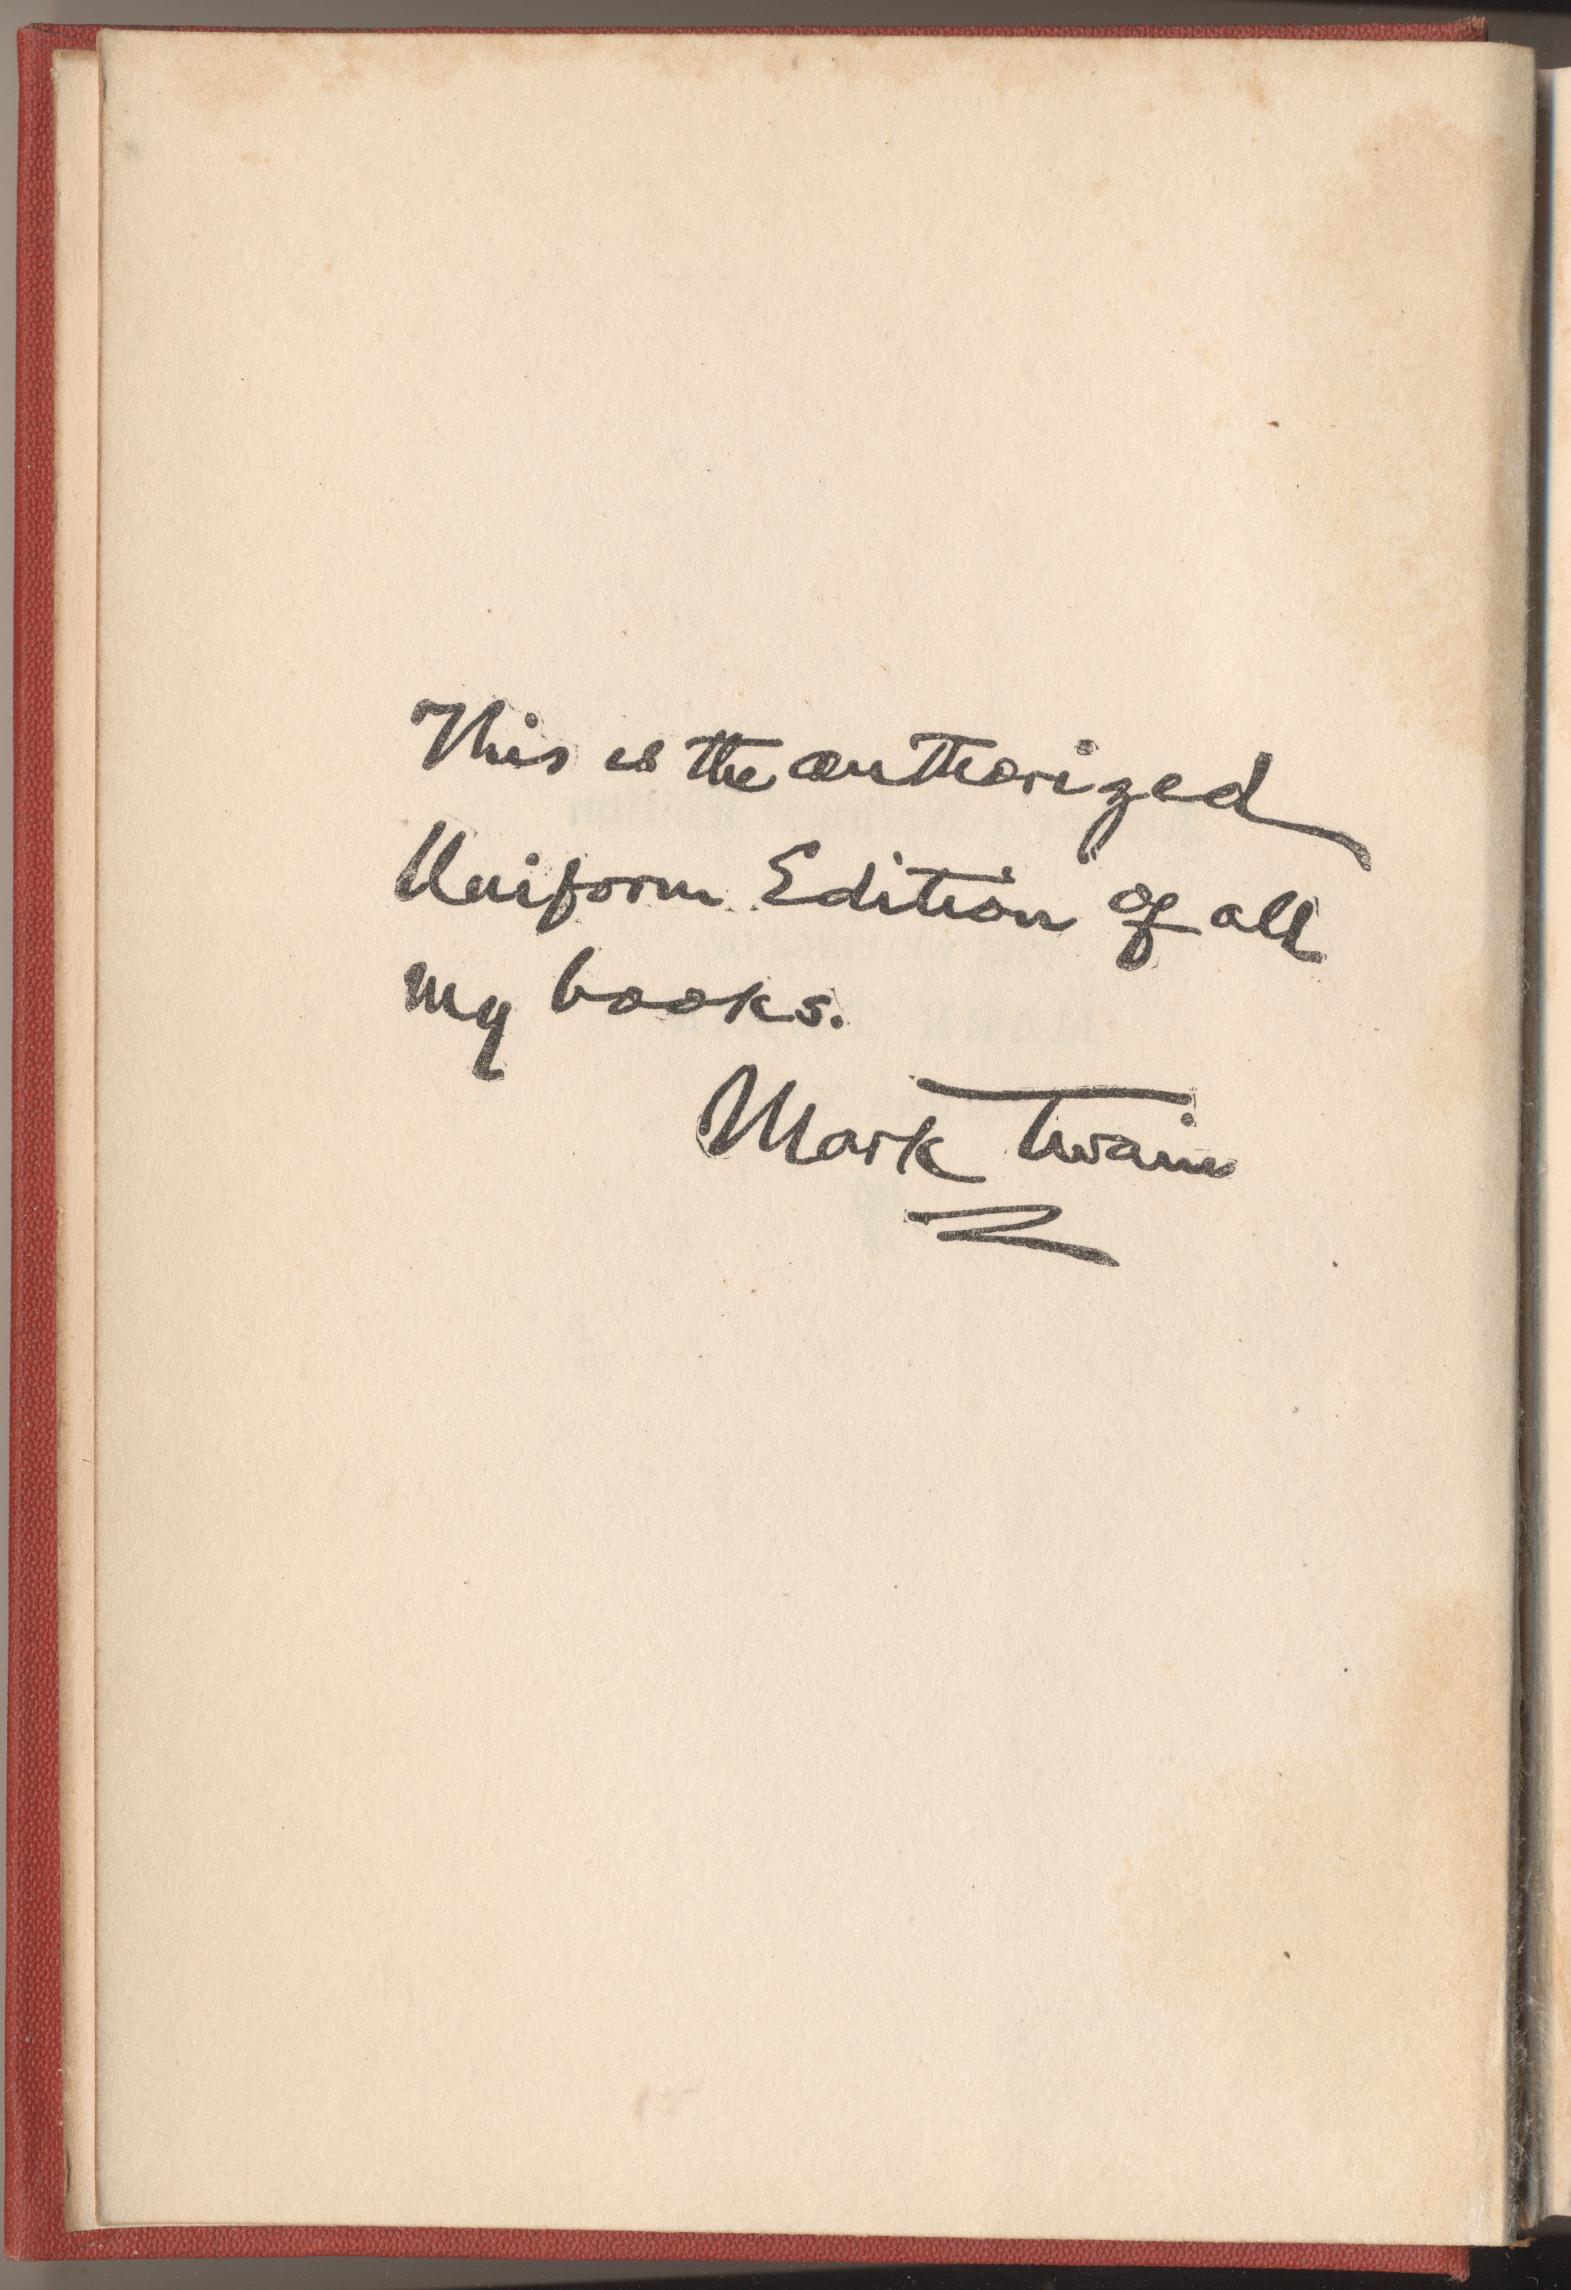 This is the authorized
Uniform Edition of all
my books.
Mark Twain